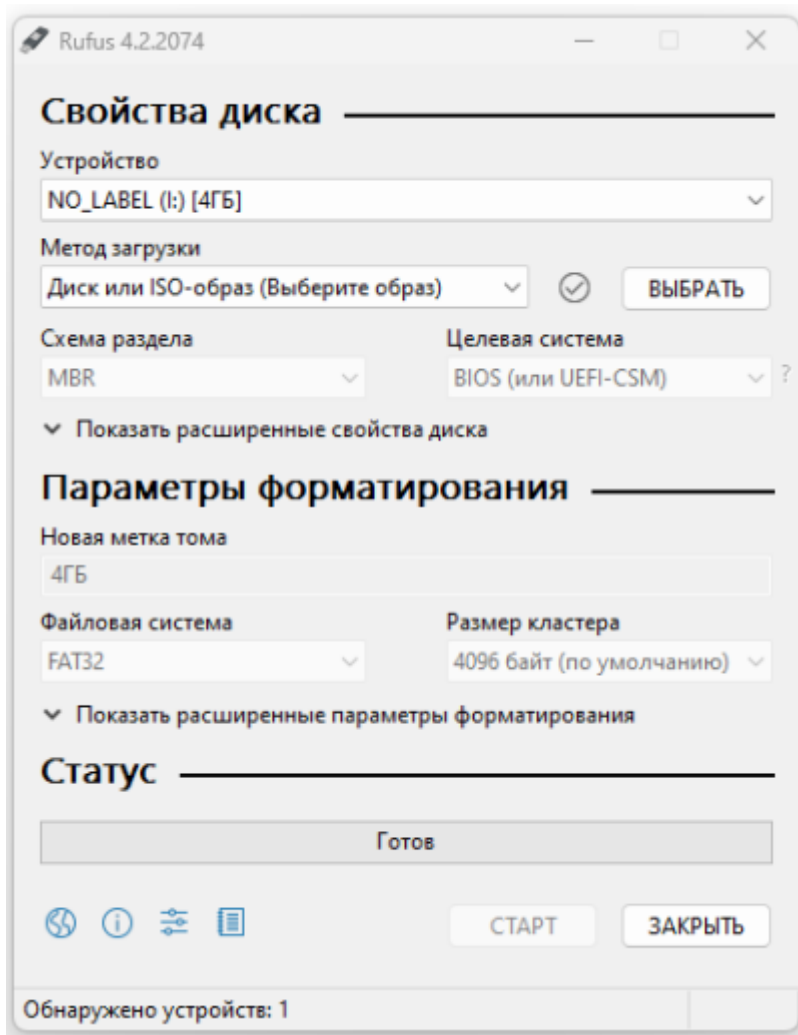 Rufus 4.2.2074
Свойства диска
Устройство
NO_LABEL (I:) [4ГБ]
Метод загрузки
Диск или ISO-образ (Выберите образ)
ВЫБРАТЬ
Схема раздела
Целевая система
MBR
BIOS (или UEFI-CSM)
?
Показать расширенные свойства диска
Параметры форматирования
Новая метка тома
4ГБ
Файловая система
Размер кластера
FAT32
4096 байт (по умолчанию)
Показать расширенные параметры форматирования
Статус
Готов
СТАРТ
ЗАКРЫТЬ
Обнаружено устройств: 1